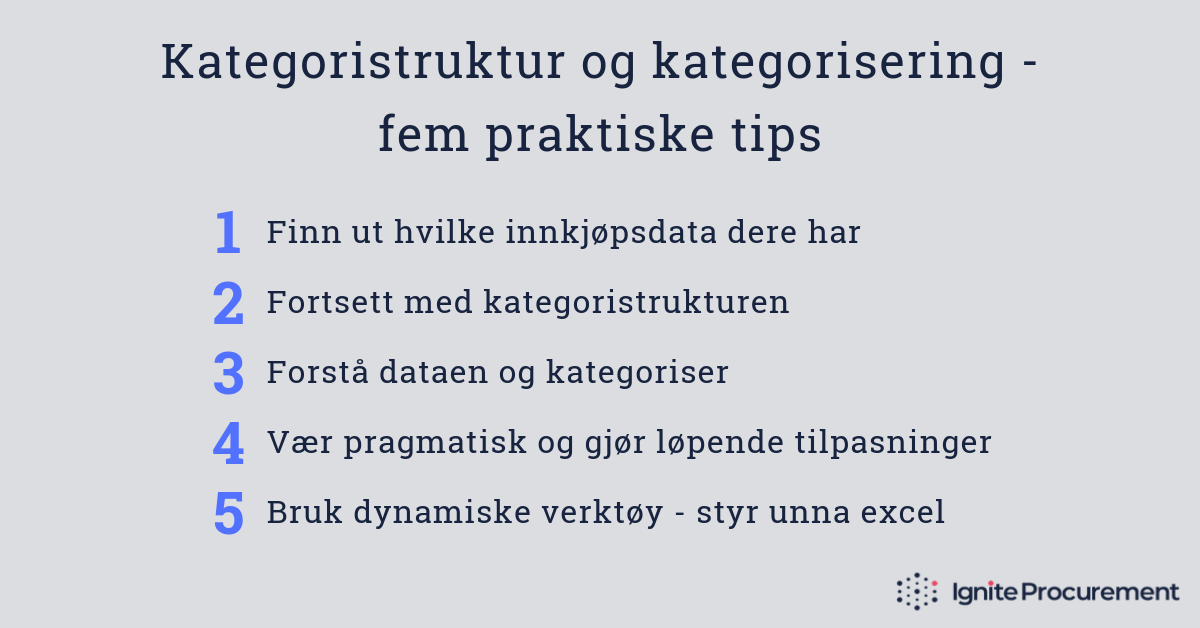 Kategoristruktur og kategorisering -
fem praktiske tips
1 Finn ut hvilke innkjøpsdata dere har
2 Fortsett med kategoristrukturen
3 Forstå dataen og kategoriser
4 Vær pragmatisk og gjør løpende tilpasninger
5 Bruk dynamiske verktøy - styr unna excel
Ignite Procurement